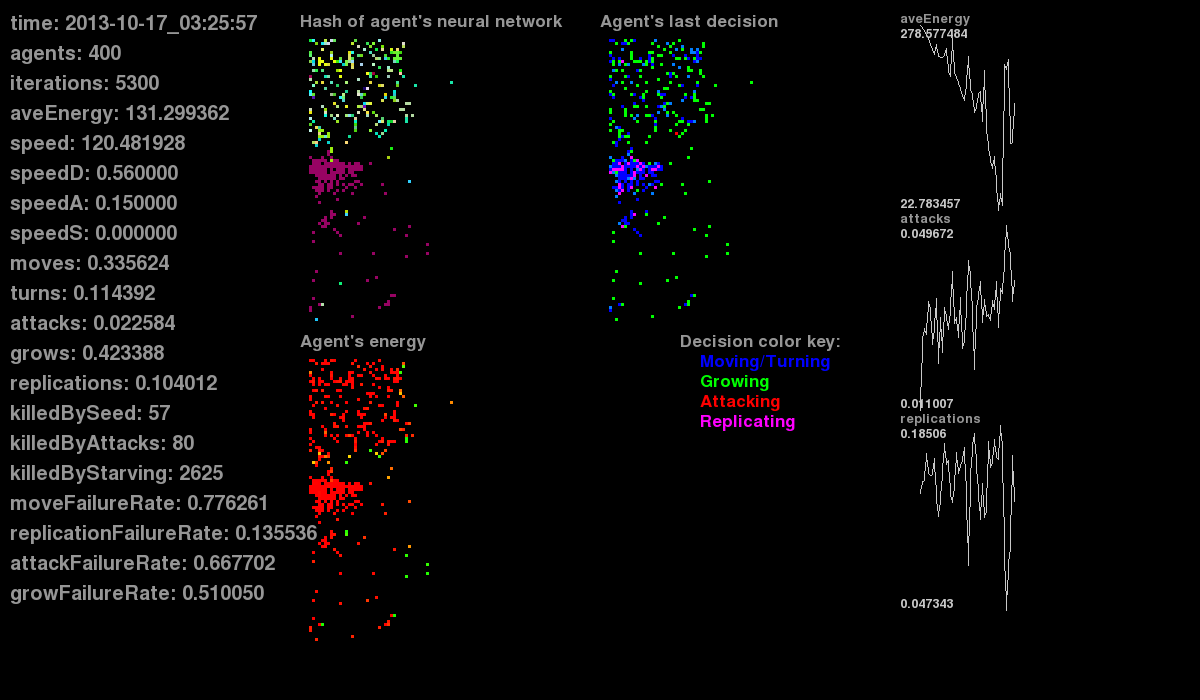 time: 2013-10-17_03:25:57
agents: 400
iterations: 5300
aveEnergy: 131.299362
speed: 120.481928
speedD: 0.560000
speedA: 0.150000
speedS: 0.000000
moves: 0.335624
turns: 0.114392
attacks: 0.022584
grows: 0.423388
replications: 0.104012
killedBySeed: 57
killedByAttacks: 80
killedByStarving: 2625
moveFailureRate: 0.776261
replicationFailureRate: 0.135536
attackFailureRate: 0.667702
growFailureRate: 0.510050
Hash of agent's neural network
Agent's energy
Agent's last decision
Decision color key:
Moving/Turning
Growing
Attacking
Replicating
aveEnergy
278.577484
22.783457
attacks
0.049672
0.011007
replications
0.18506
0.047343